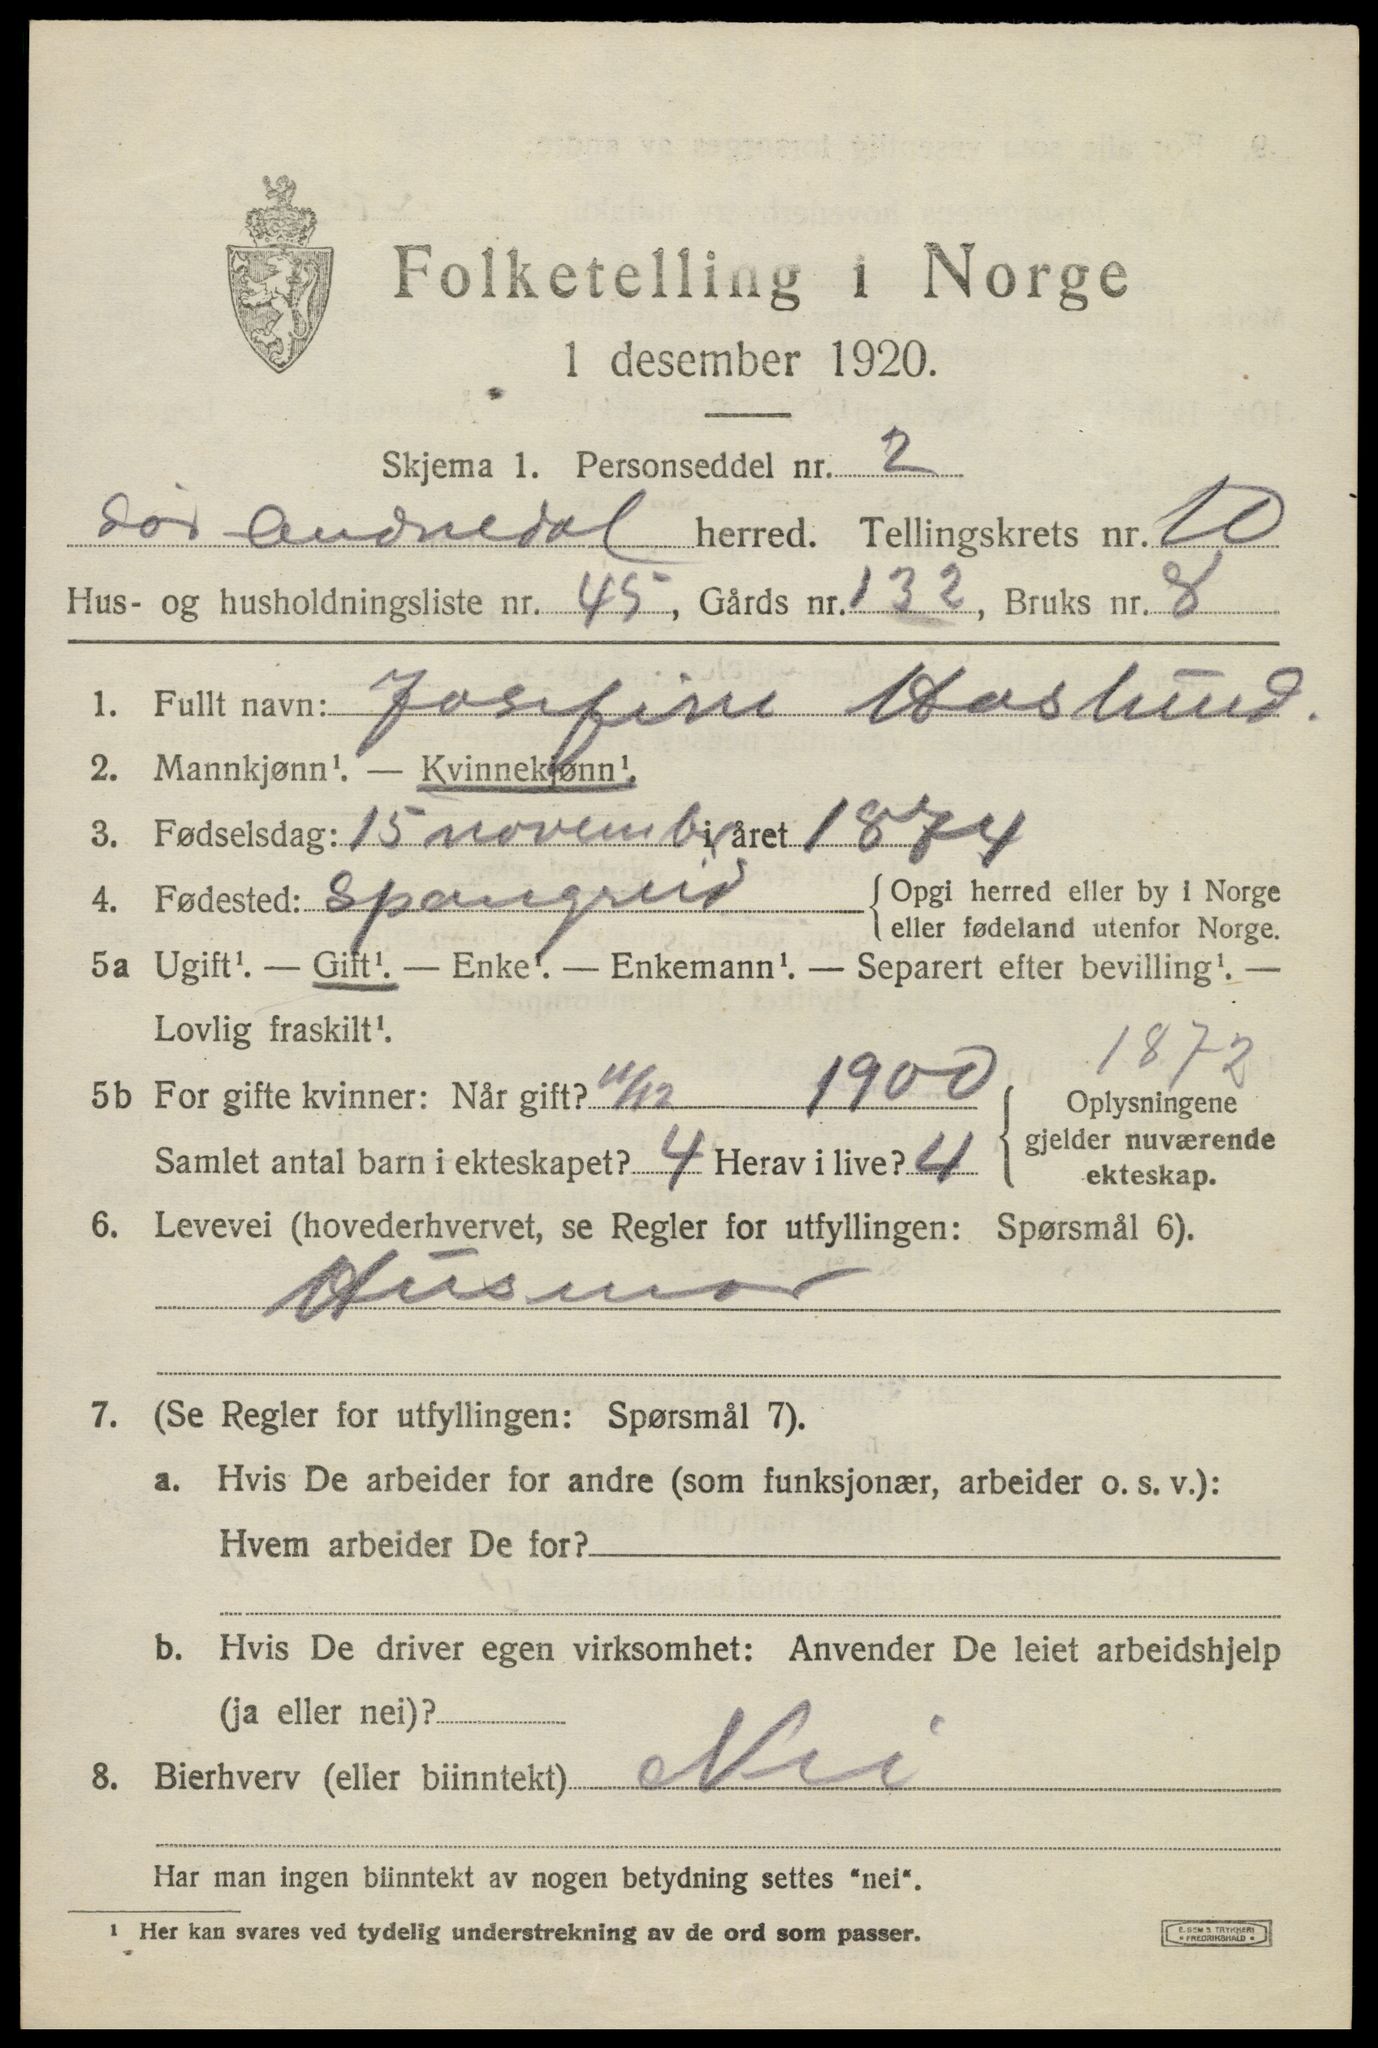 Folketelling i Norge
1 desember 1920.
Skjema 1. Personseddel nr. 2
Sør Audnedal herred. Tellingskrets nr. 10
Hus- og husholdningsliste nr. 45, Gårds nr. 132, Bruks nr. 8
1. Fullt navn: Josefine Haslund.
2. Mannkjønn¹. — Kvinnekjønn¹.
3. Fødselsdag: 15 novembe i året 1874
4. Fødested: Spangreid { Opgi herred eller by i Norge
eller fødeland utenfor Norge.
5a Ugift¹. — Gift¹. — Enke¹. — Enkemann¹. — Separert efter bevilling¹. —
Lovlig fraskilt¹.
1872
5b For gifte kvinner: Når gift? 11/12 1900 { Oplysningene
gjelder nuværende
ekteskap.
Samlet antal barn i ekteskapet? 4 Herav i live? 4
6. Levevei (hovederhvervet, se Regler for utfyllingen: Spørsmål 6).
Husmor
7. (Se Regler for utfyllingen: Spørsmål 7).
a. Hvis De arbeider for andre (som funksjonær, arbeider o. s. v.):
Hvem arbeider De for?
b. Hvis De driver egen virksomhet: Anvender De leiet arbeidshjelp
(ja eller nei)?
8. Bierhverv (eller biinntekt) Nei
Har man ingen biinntekt av nogen betydning settes "nei".
¹ Her kan svares ved tydelig understrekning av de ord som passer.
E. SEM S. TRYKKERI
* FREDRIKSHALD *